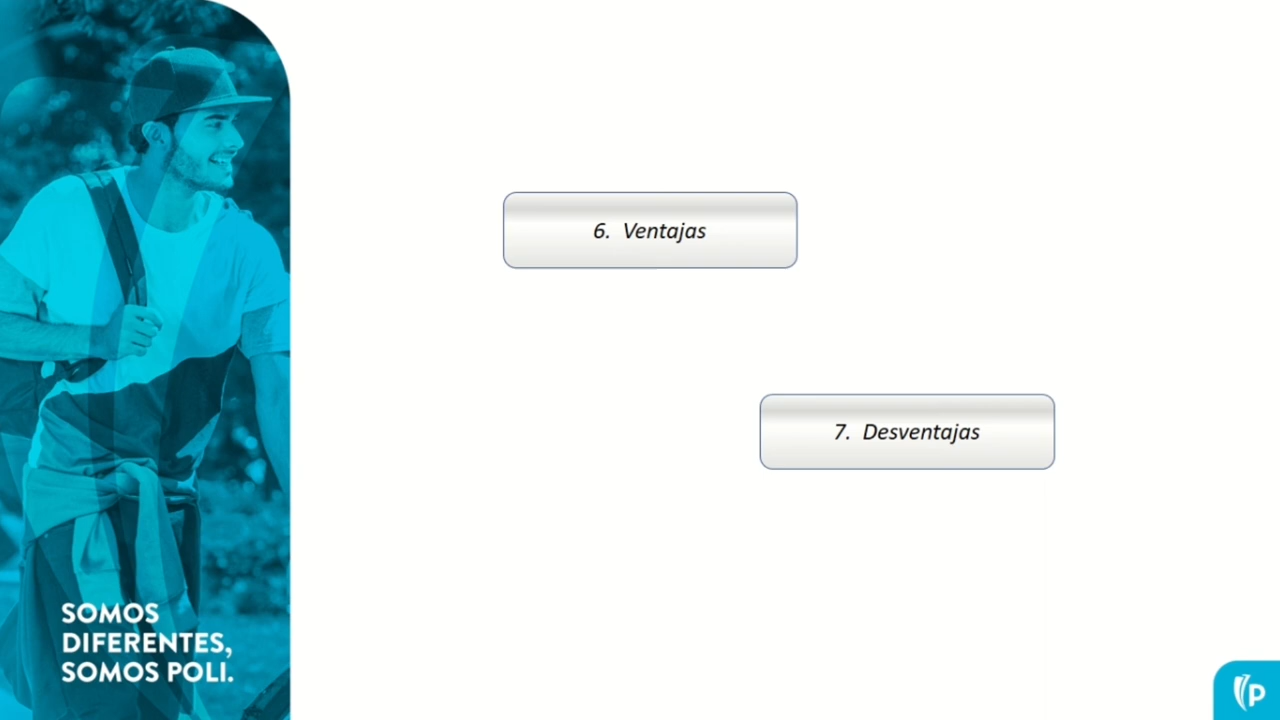 6. Ventajas
7. Desventajas
SOMOS
DIFERENTES,
SOMOS POLI.
P